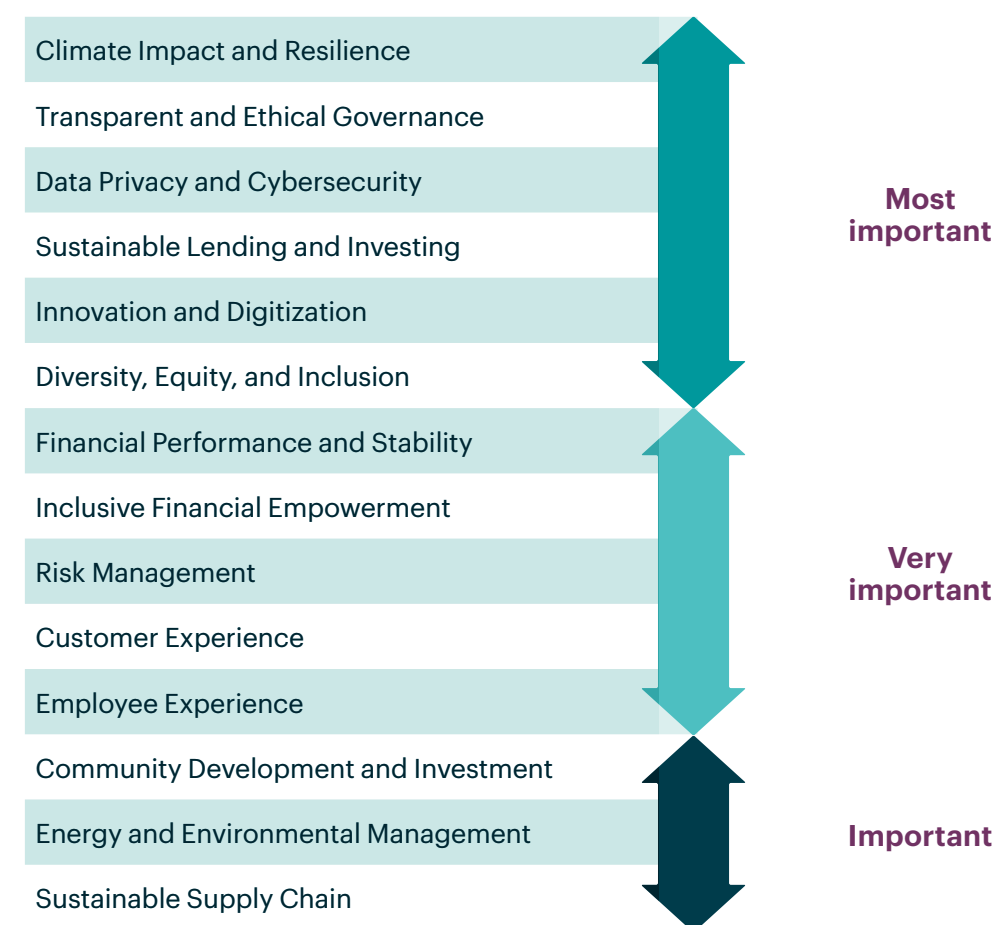 Climate Impact and Resilience
Transparent and Ethical Governance
Data Privacy and Cybersecurity
Sustainable Lending and Investing
Innovation and Digitization
Diversity, Equity, and Inclusion
Most
important
Financial Performance and Stability
Inclusive Financial Empowerment
Risk Management
Customer Experience
Employee Experience
Very
important
Community Development and Investment
Energy and Environmental Management
Sustainable Supply Chain
Important